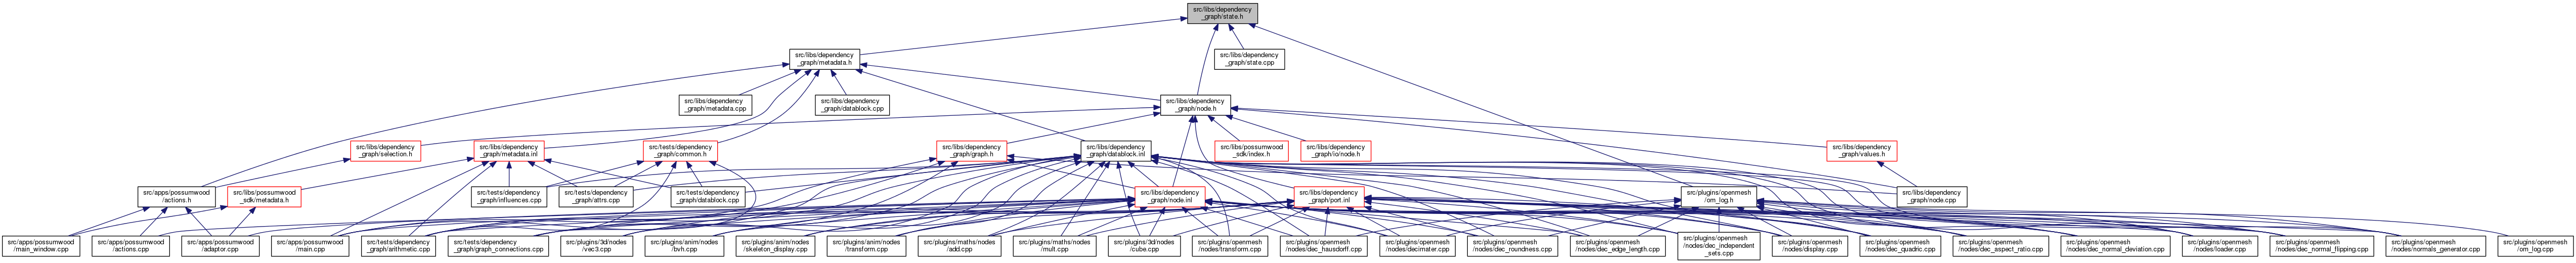 src/libs/dependency
_graph/state.h
src/libs/dependency
_graph/metadata.h
src/libs/dependency
_graph/state.cpp
src/libs/dependency
_graph/metadata.cpp
src/libs/dependency
_graph/datablock.cpp
src/libs/dependency
_graph/node.h
src/libs/dependency
_graph/selection.h
src/libs/dependency
_graph/metadata.inl
src/tests/dependency
_graph/common.h
src/libs/dependency
_graph/graph.h
src/libs/dependency
_graph/datablock.inl
src/libs/possumwood
_sdk/index.h
src/libs/dependency
_graph/io/node.h
src/libs/dependency
_graph/values.h
src/apps/possumwood
/actions.h
src/libs/possumwood
_sdk/metadata.h
src/tests/dependency
_graph/influences.cpp
src/tests/dependency
_graph/attrs.cpp
src/tests/dependency
_graph/datablock.cpp
src/libs/dependency
_graph/node.inl
src/libs/dependency
_graph/port.inl
src/plugins/openmesh
/om_log.h
src/libs/dependency
_graph/node.cpp
src/apps/possumwood
/main_window.cpp
src/apps/possumwood
/actions.cpp
src/apps/possumwood
/adaptor.cpp
src/apps/possumwood
/main.cpp
src/tests/dependency
_graph/arithmetic.cpp
src/tests/dependency
_graph/graph_connections.cpp
src/plugins/3d/nodes
/vec3.cpp
src/plugins/anim/nodes
/bvh.cpp
src/plugins/anim/nodes
/skeleton_display.cpp
src/plugins/anim/nodes
/transform.cpp
src/plugins/maths/nodes
/add.cpp
src/plugins/maths/nodes
/mult.cpp
src/plugins/3d/nodes
/cube.cpp
src/plugins/openmesh
/nodes/transform.cpp
src/plugins/openmesh
/nodes/dec_hausdorff.cpp
src/plugins/openmesh
/nodes/decimater.cpp
src/plugins/openmesh
/nodes/dec_roundness.cpp
src/plugins/openmesh
/nodes/dec_edge_length.cpp
src/plugins/openmesh
/nodes/dec_independent
_sets.cpp
src/plugins/openmesh
/nodes/display.cpp
src/plugins/openmesh
/nodes/dec_quadric.cpp
src/plugins/openmesh
/nodes/dec_aspect_ratio.cpp
src/plugins/openmesh
/nodes/dec_normal_deviation.cpp
src/plugins/openmesh
/nodes/loader.cpp
src/plugins/openmesh
/nodes/dec_normal_flipping.cpp
src/plugins/openmesh
/nodes/normals_generator.cpp
src/plugins/openmesh
/om_log.cpp